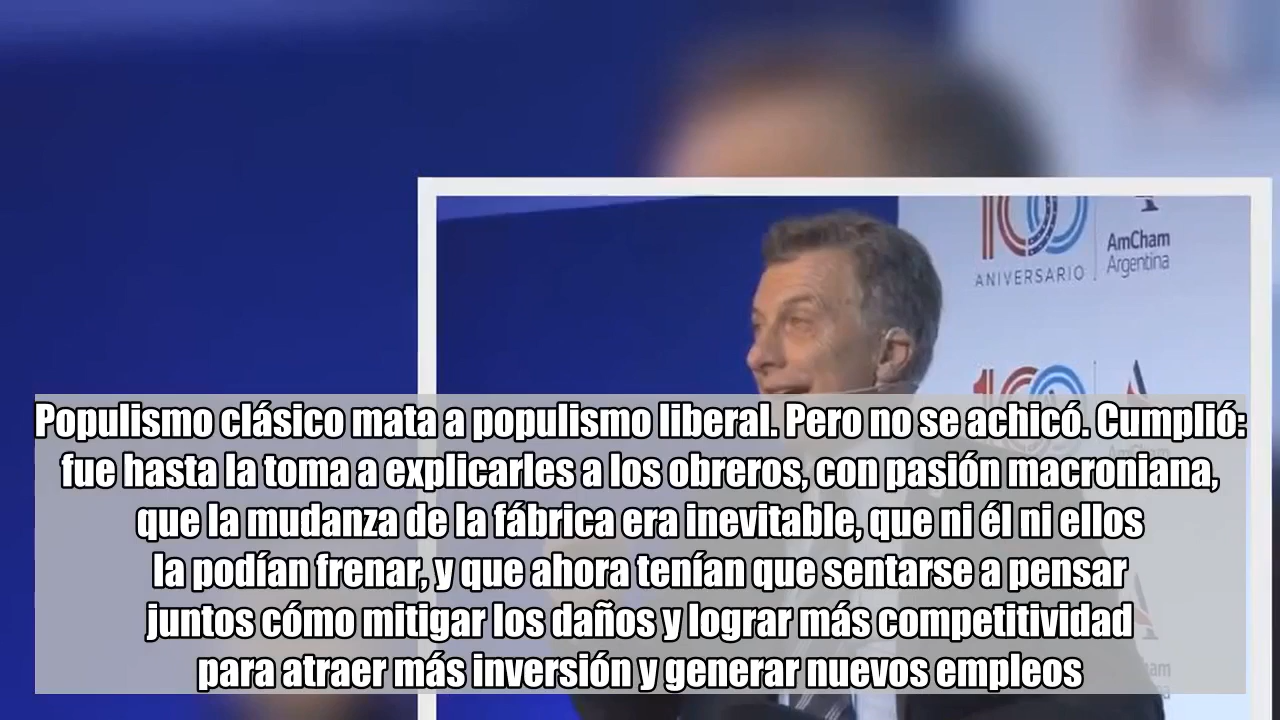 100
ANIVERSARIO
AmCham
Argentina
100
Populismo clásico mata a populismo liberal. Pero no se achicó. Cumplió:
fue hasta la toma a explicarles a los obreros, con pasión macroniana,
que la mudanza de la fábrica era inevitable, que ni él ni ellos
la podían frenar, y que ahora tenían que sentarse a pensar
juntos cómo mitigar los daños y lograr más competitividad
para atraer más inversión y generar nuevos empleos